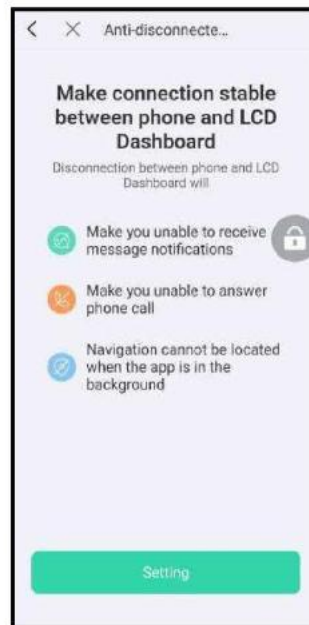 Anti-disconnecte...
Make connection stable
between phone and LCD
Dashboard
Disconnection between phone and LCD
Dashboard will
Make you unable to receive
message notifications
Make you unable to answer
phone call
Navigation cannot be located
when the app is in the
background
Setting